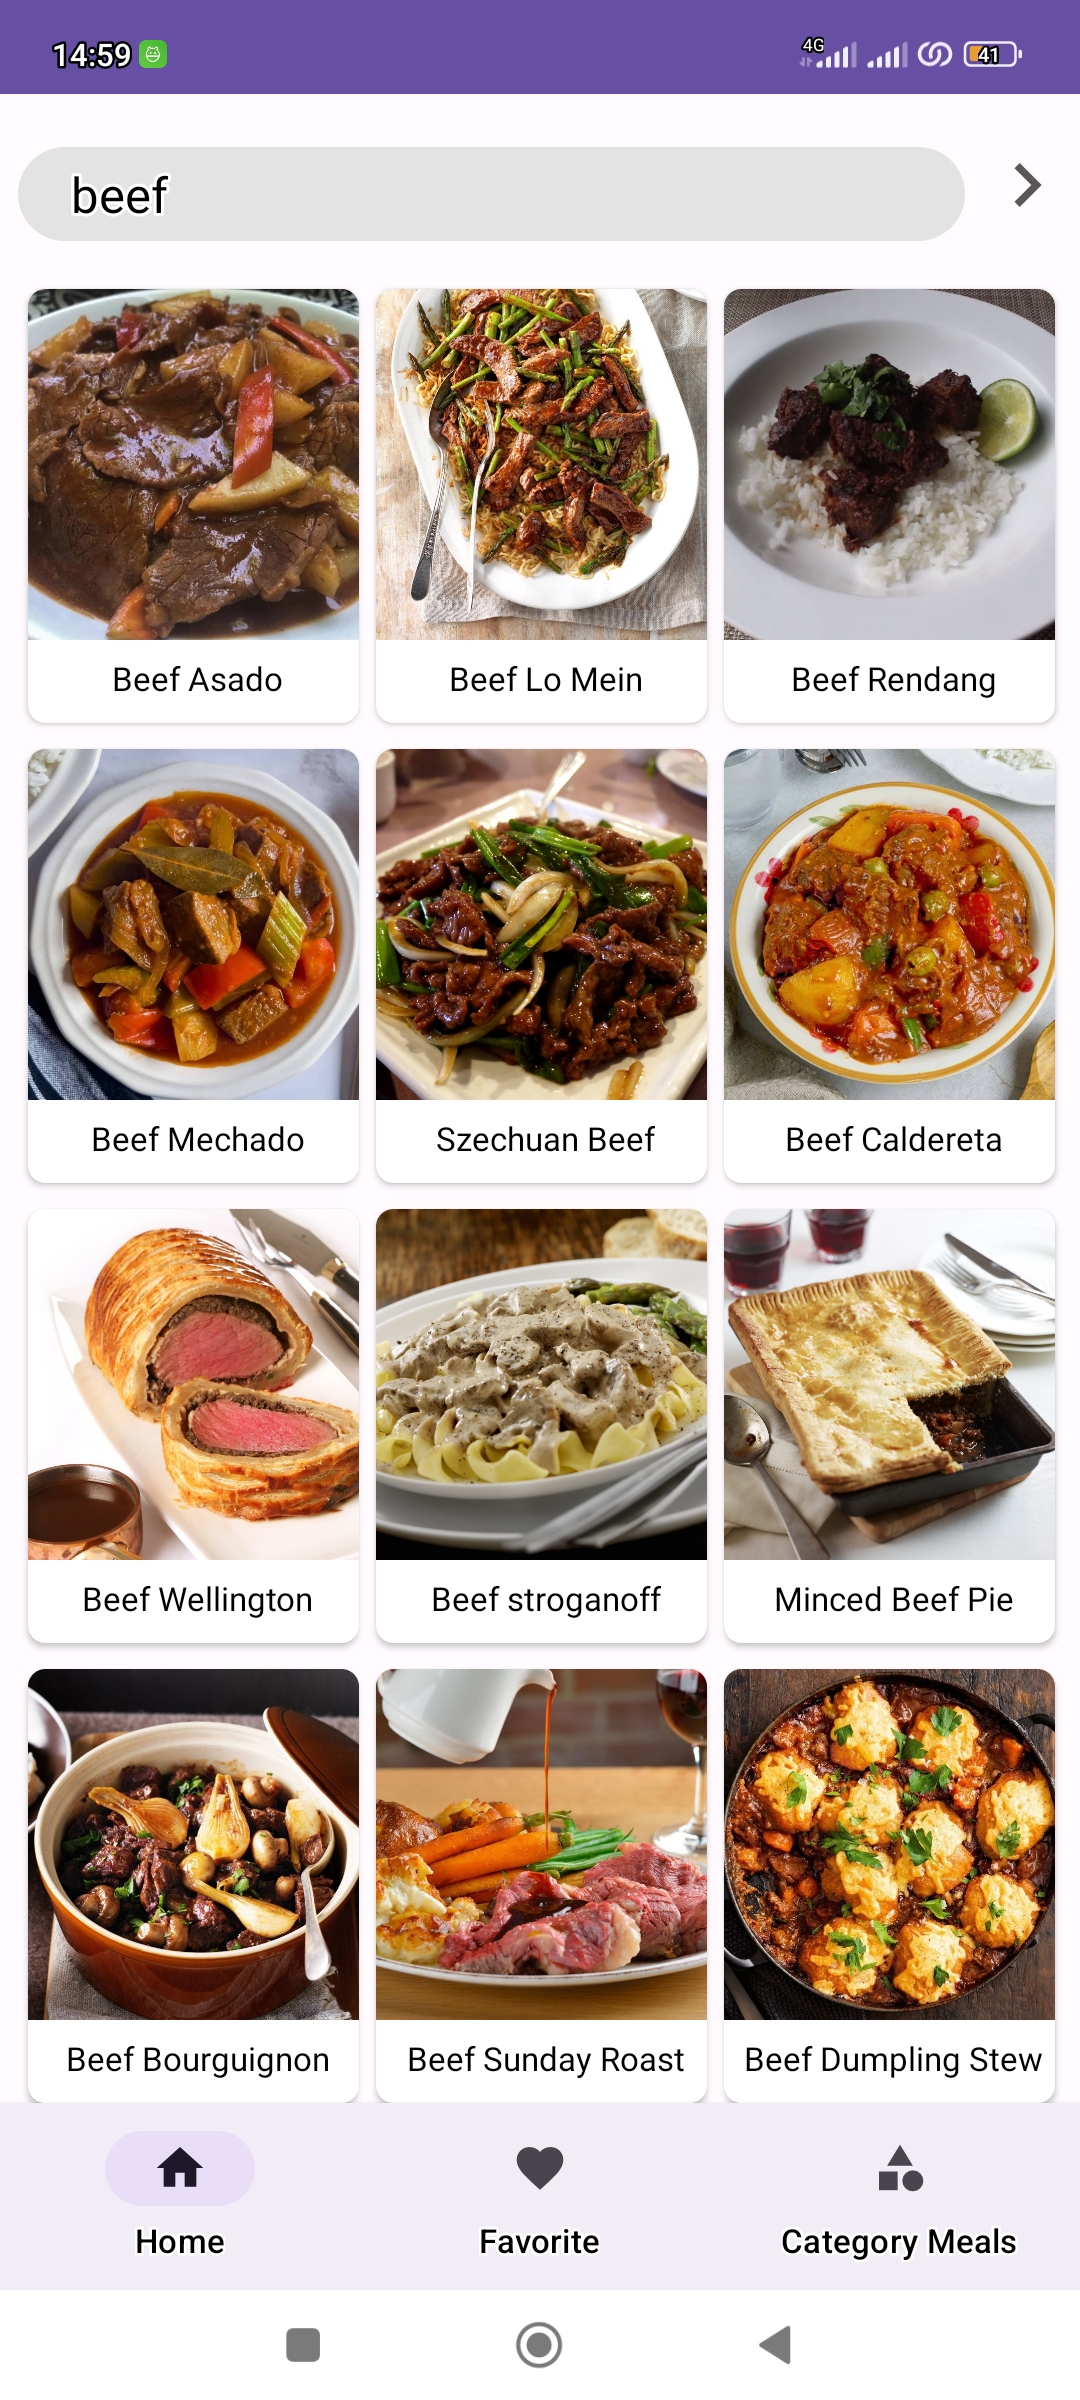 14:59
4G
41
beef
Beef Asado
Beef Lo Mein
Beef Rendang
Beef Mechado
Szechuan Beef
Beef Caldereta
Beef Wellington
Beef stroganoff
Minced Beef Pie
Beef Bourguignon
Beef Sunday Roast
Beef Dumpling Stew
Home
Favorite
Category Meals